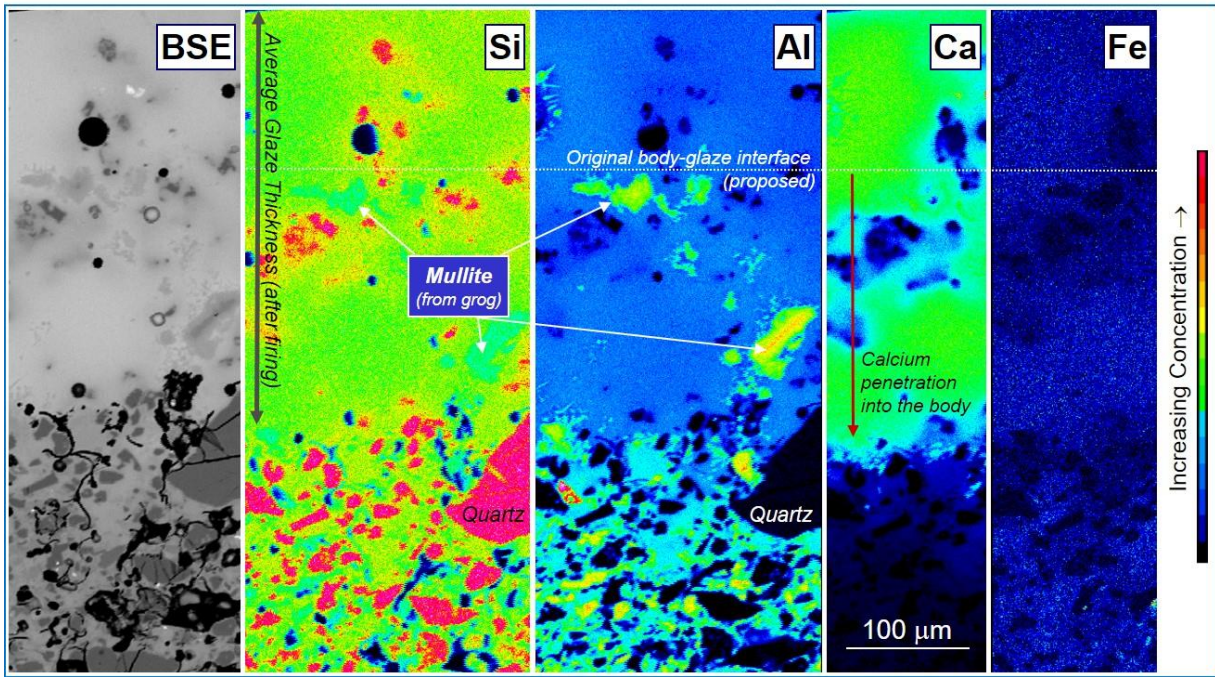 BSE
Si
Al
Ca
Fe
Average Glaze Thickness (after firing)
Original body-glaze interface
(proposed)
Mullite
(from grog)
Calcium
penetration
into the body
Quartz
Quartz
100 μm
Increasing Concentration →